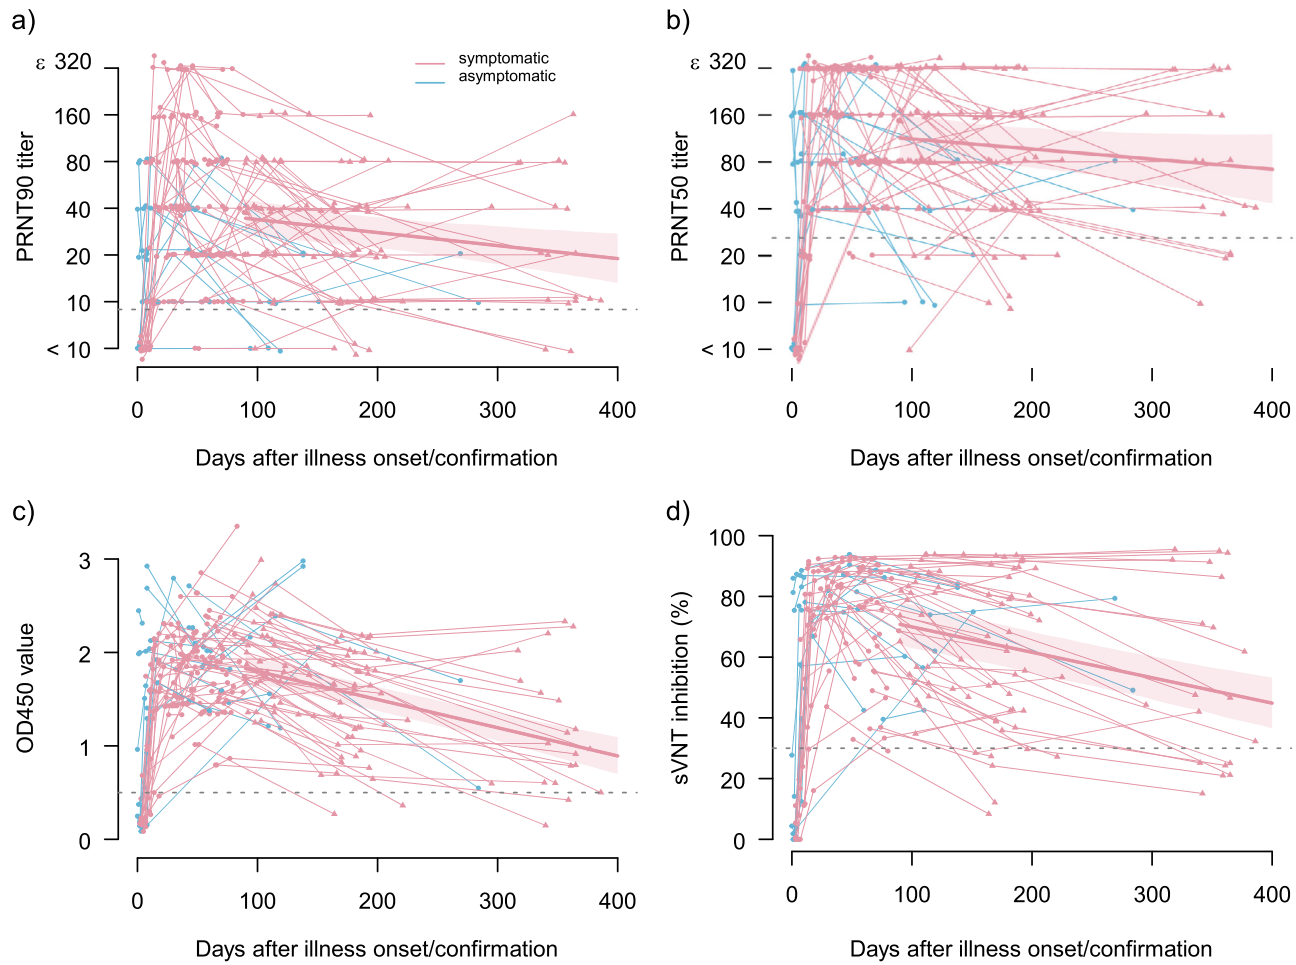 a)
ε 320
160
80
40
20
10
< 10
PRNT90 titer
symptomatic
asymptomatic
0 100 200 300 400
Days after illness onset/confirmation
b)
ε 320
160
80
40
20
10
< 10
PRNT50 titer
0 100 200 300 400
Days after illness onset/confirmation
c)
3
2
1
0
OD450 value
0 100 200 300 400
Days after illness onset/confirmation
d)
100
80
60
40
20
0
sVNT inhibition (%)
0 100 200 300 400
Days after illness onset/confirmation